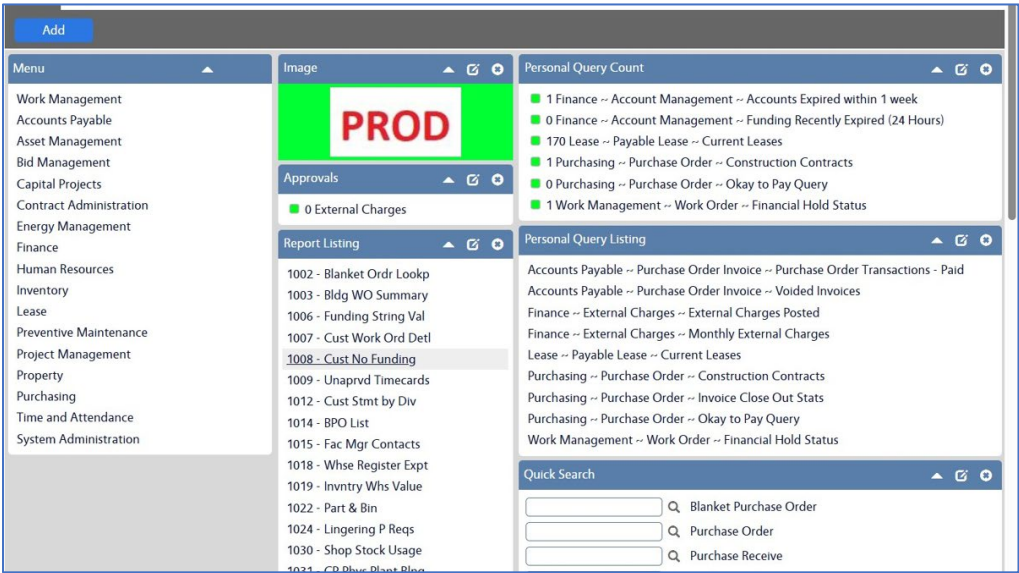 Add
Menu
Work Management
Accounts Payable
Asset Management
Bid Management
Capital Projects
Contract Administration
Energy Management
Finance
Human Resources
Inventory
Lease
Preventive Maintenance
Project Management
Property
Purchasing
Time and Attendance
System Administration
Image
PROD
Approvals
0 External Charges
Report Listing
1002 - Blanket Ordr Lookp
1003 - Bldg WO Summary
1006 - Funding String Val
1007 - Cust Work Ord Detl
1008 - Cust No Funding
1009 - Unaprvd Timecards
1012 - Cust Stmt by Div
1014 - BPO List
1015 - Fac Mgr Contacts
1018 - Whse Register Expt
1019 - Invntry Whs Value
1022 - Part & Bin
1024 - Lingering P Reqs
1030 - Shop Stock Usage
1031 - CP Phys Plant
Personal Query Count
1 Finance ~ Account Management ~ Accounts Expired within 1 week
0 Finance ~ Account Management ~ Funding Recently Expired (24 Hours)
170 Lease ~ Payable Lease ~ Current Leases
1 Purchasing ~ Purchase Order ~ Construction Contracts
0 Purchasing ~ Purchase Order ~ Okay to Pay Query
1 Work Management ~ Work Order ~ Financial Hold Status
Personal Query Listing
Accounts Payable ~ Purchase Order Invoice ~ Purchase Order Transactions - Paid
Accounts Payable ~ Purchase Order Invoice ~ Voided Invoices
Finance ~ External Charges ~ External Charges Posted
Finance ~ External Charges ~ Monthly External Charges
Lease ~ Payable Lease ~ Current Leases
Purchasing ~ Purchase Order ~ Construction Contracts
Purchasing ~ Purchase Order ~ Invoice Close Out Stats
Purchasing ~ Purchase Order ~ Okay to Pay Query
Work Management ~ Work Order ~ Financial Hold Status
Quick Search
Blanket Purchase Order
Purchase Order
Purchase Receive